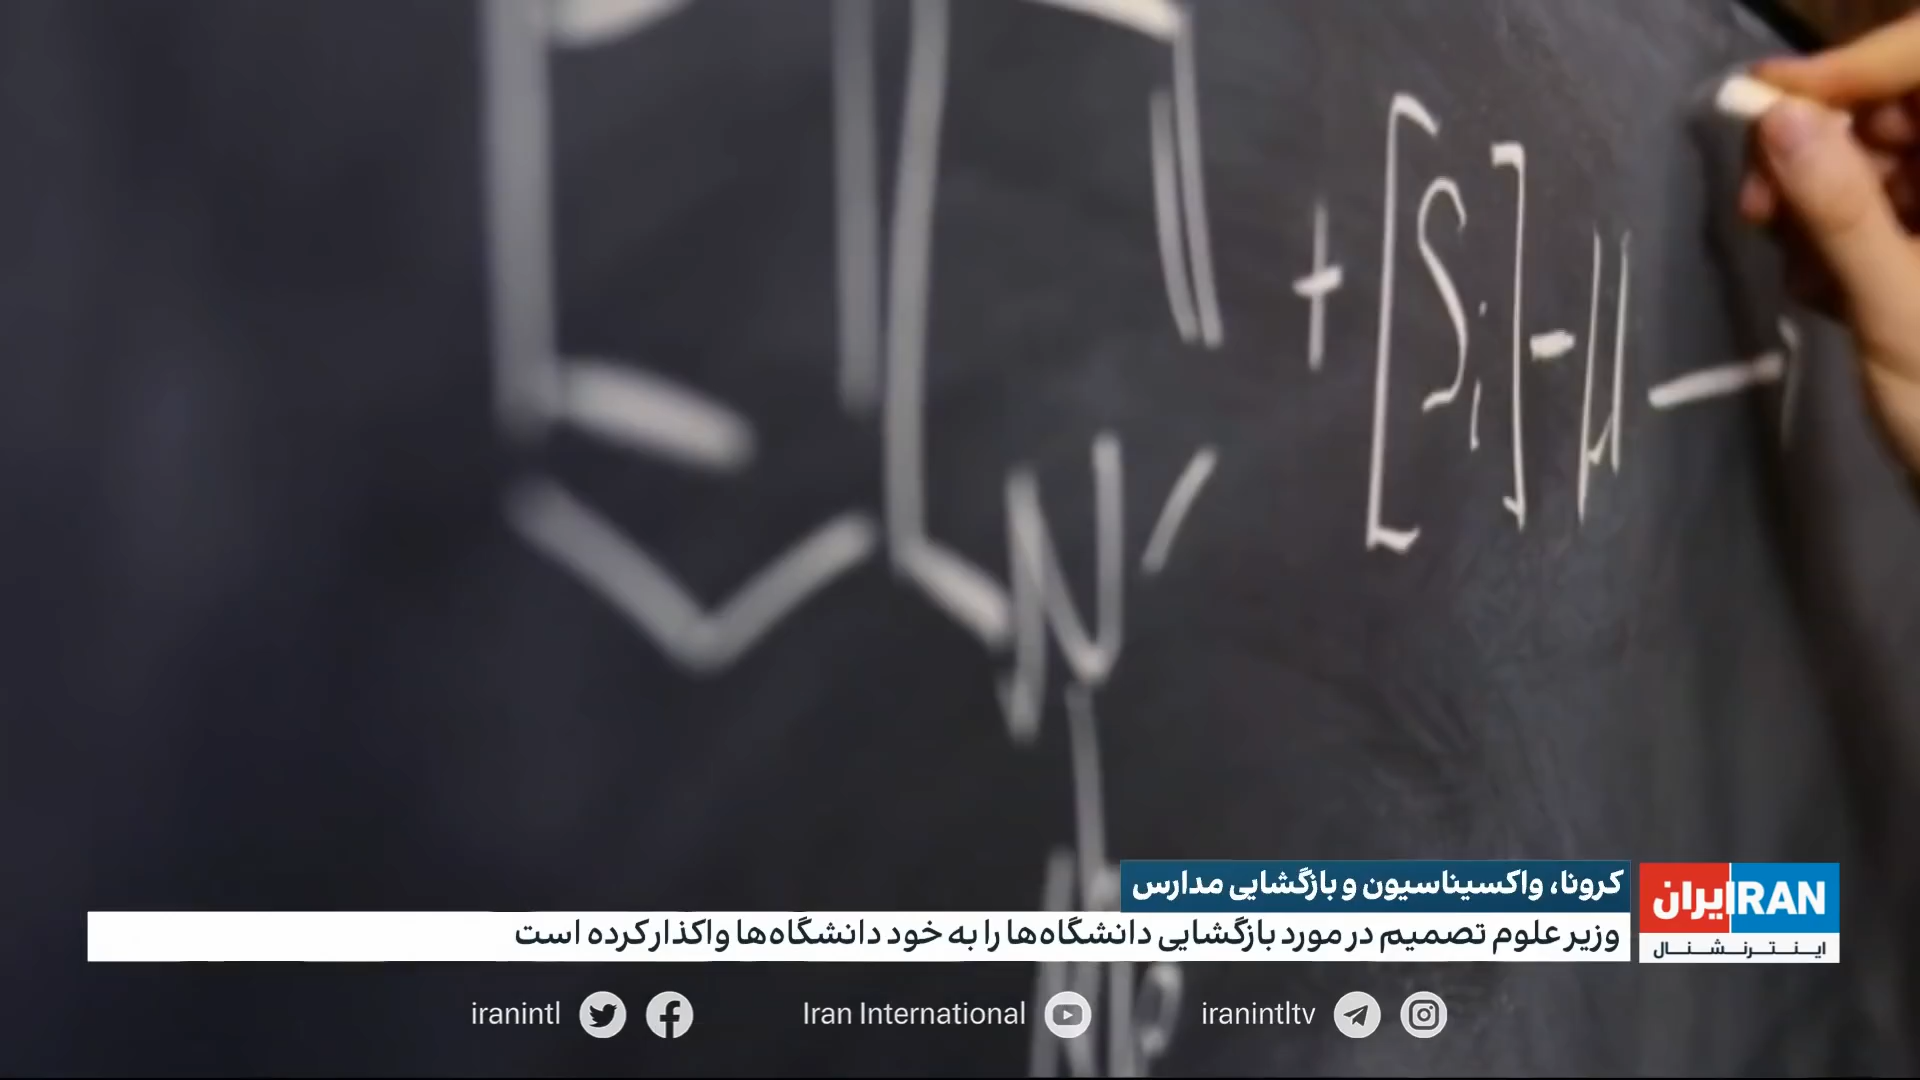 + [Si]-H →
N
کرونا، واکسیناسیون و بازگشایی مدارس
وزیر علوم تصمیم در مورد بازگشایی دانشگاه‌ها را به خود دانشگاه‌ها واکذار کرده است
ایران IRAN
اینترنشنال
iranintl
Iran International
iranintltv